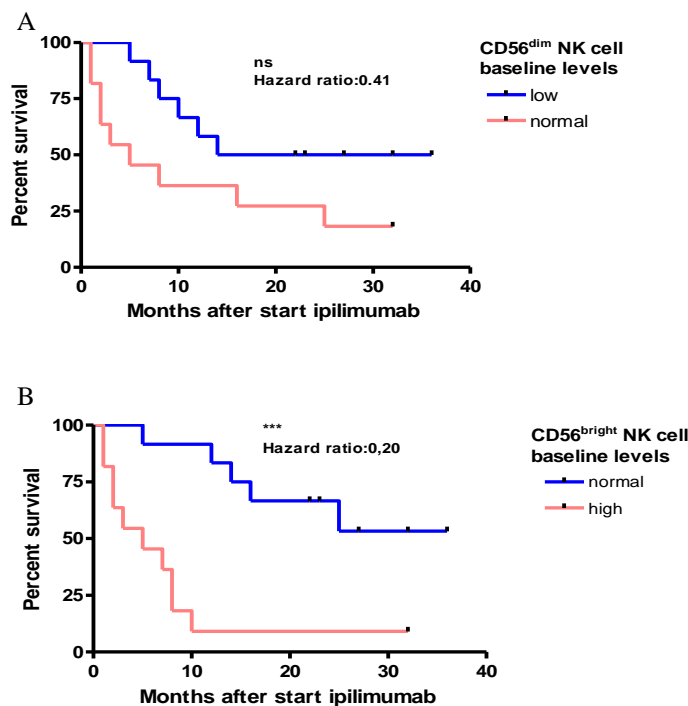 A
100
75
50
25
0
Percent survival
ns
Hazard ratio:0.41
CD56dim NK cell
baseline levels
low
normal
0 10 20 30 40
Months after start ipilimumab
B
100
75
50
25
0
Percent survival
***
Hazard ratio:0,20
CD56bright NK cell
baseline levels
normal
high
0 10 20 30 40
Months after start ipilimumab